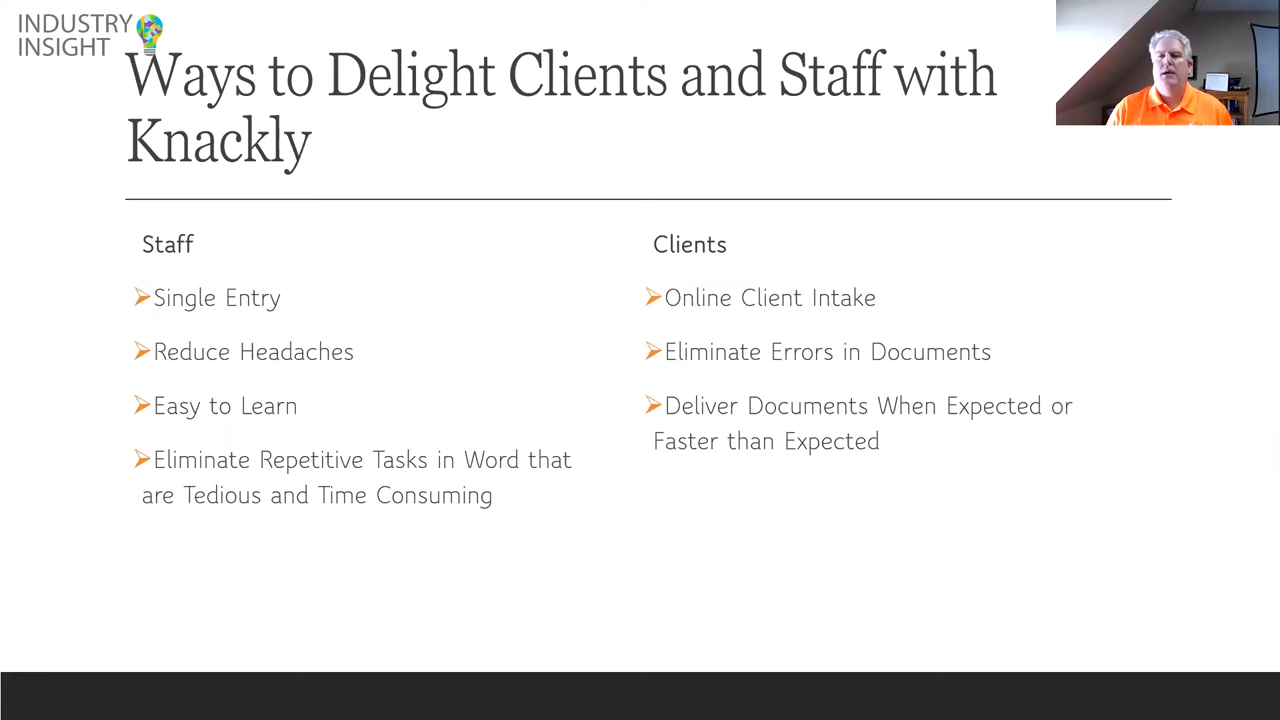 INDUSTRY
INSIGHT
Ways to Delight Clients and Staff with
Knackly
Staff
Single Entry
Reduce Headaches
Easy to Learn
Eliminate Repetitive Tasks in Word that
are Tedious and Time Consuming
Clients
Online Client Intake
Eliminate Errors in Documents
Deliver Documents When Expected or
Faster than Expected